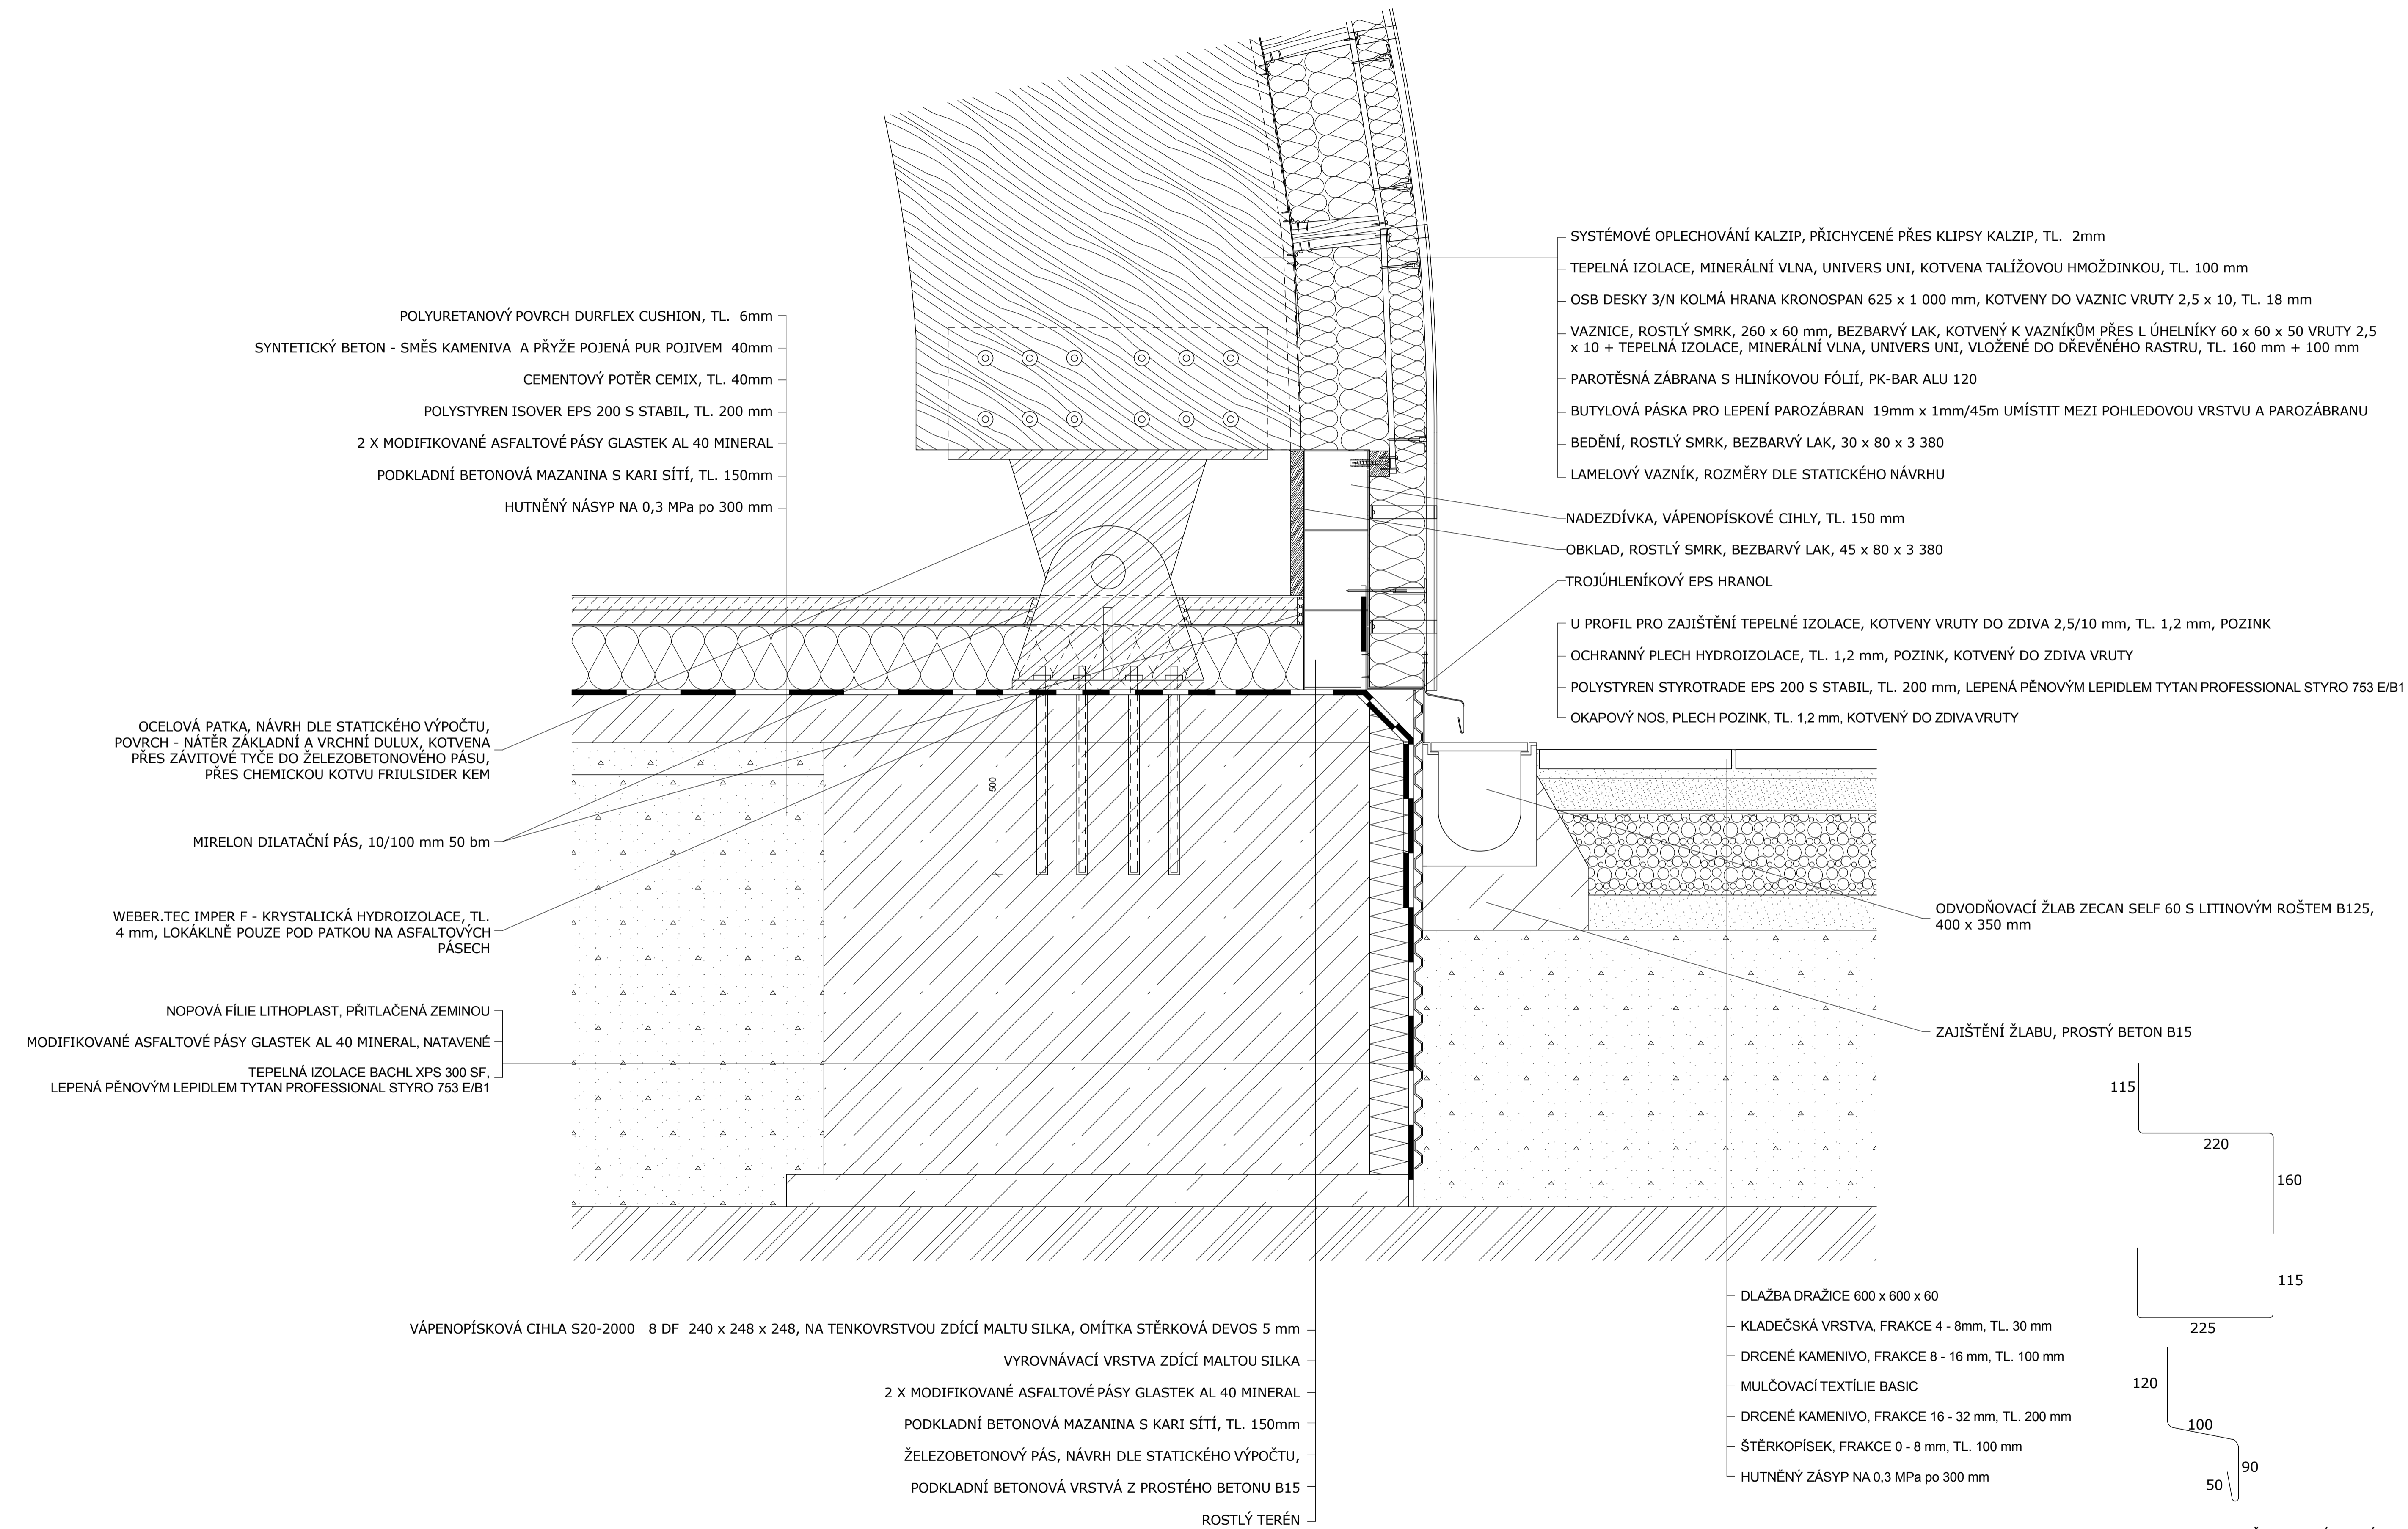 SYSTÉMOVÉ OPLECHOVÁNÍ KALZIP, PŘICHYCENÉ PŘES KLIPSY KALZIP, TL. 2mm
TEPELNÁ IZOLACE, MINERÁLNÍ VLNA, UNIVERS UNI, KOTVENA TALÍŽOVOU HMOŽDINKOU, TL. 100 mm
OSB DESKY 3/N KOLMÁ HRANA KRONOSPAN 625 x 1 000 mm, KOTVENY DO VAZNIC VRUTY 2,5 x 10, TL. 18 mm
VAZNICE, ROSTLÝ SMRK, 260 x 60 mm, BEZBARVÝ LAK, KOTVENÝ K VAZNÍKŮM PŘES L ÚHELNÍKY 60 x 60 x 50 VRUTY 2,5
x 10 + TEPELNÁ IZOLACE, MINERÁLNÍ VLNA, UNIVERS UNI, VLOŽENÉ DO DŘEVĚNÉHO RASTRU, TL. 160 mm + 100 mm
PAROTĚSNÁ ZÁBRANA S HLINÍKOVOU FÓLIÍ, PK-BAR ALU 120
BUTYLOVÁ PÁSKA PRO LEPENÍ PAROZÁBRAN 19mm x 1mm/45m UMÍSTIT MEZI POHLEDOVOU VRSTVU A PAROZÁBRANU
BEDĚNÍ, ROSTLÝ SMRK, BEZBARVÝ LAK, 30 x 80 x 3 380
LAMELOVÝ VAZNÍK, ROZMĚRY DLE STATICKÉHO NÁVRHU
NADEZDÍVKA, VÁPENOPÍSKOVÉ CIHLY, TL. 150 mm
OBKLAD, ROSTLÝ SMRK, BEZBARVÝ LAK, 45 x 80 x 3 380
TROJÚHLENÍKOVÝ EPS HRANOL
U PROFIL PRO ZAJIŠTĚNÍ TEPELNÉ IZOLACE, KOTVENY VRUTY DO ZDIVA 2,5/10 mm, TL. 1,2 mm, POZINK
OCHRANNÝ PLECH HYDROIZOLACE, TL. 1,2 mm, POZINK, KOTVENÝ DO ZDIVA VRUTY
POLYSTYREN STYROTRADE EPS 200 S STABIL, TL. 200 mm, LEPENÁ PĚNOVÝM LEPIDLEM TYTAN PROFESSIONAL STYRO 753 E/B1
OKAPOVÝ NOS, PLECH POZINK, TL. 1,2 mm, KOTVENÝ DO ZDIVA VRUTY
POLYURETANOVÝ POVRCH DURFLEX CUSHION, TL. 6mm
SYNTETICKÝ BETON - SMĚS KAMENIVA A PŘYŽE POJENÁ PUR POJIVEM 40mm
CEMENTOVÝ POTĚR CEMIX, TL. 40mm
POLYSTYREN ISOVER EPS 200 S STABIL, TL. 200 mm
2 X MODIFIKOVANÉ ASFALTOVÉ PÁSY GLASTEK AL 40 MINERAL
PODKLADNÍ BETONOVÁ MAZANINA S KARI SÍTÍ, TL. 150mm
HUTNĚNÝ NÁSYP NA 0,3 MPa po 300 mm
OCELOVÁ PATKA, NÁVRH DLE STATICKÉHO VÝPOČTU,
POVRCH - NÁTĚR ZÁKLADNÍ A VRCHNÍ DULUX, KOTVENA
PŘES ZÁVITOVÉ TYČE DO ŽELEZOBETONOVÉHO PÁSU,
PŘES CHEMICKOU KOTVU FRIULSIDER KEM
MIRELON DILATAČNÍ PÁS, 10/100 mm 50 bm
WEBER.TEC IMPER F - KRYSTALICKÁ HYDROIZOLACE, TL.
4 mm, LOKÁKLNĚ POUZE POD PATKOU NA ASFALTOVÝCH
PÁSECH
NOPOVÁ FÍLIE LITHOPLAST, PŘITLAČENÁ ZEMINOU
MODIFIKOVANÉ ASFALTOVÉ PÁSY GLASTEK AL 40 MINERAL, NATAVENÉ
TEPELNÁ IZOLACE BACHL XPS 300 SF,
LEPENÁ PĚNOVÝM LEPIDLEM TYTAN PROFESSIONAL STYRO 753 E/B1
500
ODVODŇOVACÍ ŽLAB ZECAN SELF 60 S LITINOVÝM ROŠTEM B125,
400 x 350 mm
ZAJIŠTĚNÍ ŽLABU, PROSTÝ BETON B15
115
220
160
115
225
120
100
90
50
VÁPENOPÍSKOVÁ CIHLA S20-2000 8 DF 240 x 248 x 248, NA TENKOVRSTVOU ZDÍCÍ MALTU SILKA, OMÍTKA STĚRKOVÁ DEVOS 5 mm
VYROVNÁVACÍ VRSTVA ZDÍCÍ MALTOU SILKA
2 X MODIFIKOVANÉ ASFALTOVÉ PÁSY GLASTEK AL 40 MINERAL
PODKLADNÍ BETONOVÁ MAZANINA S KARI SÍTÍ, TL. 150mm
ŽELEZOBETONOVÝ PÁS, NÁVRH DLE STATICKÉHO VÝPOČTU,
PODKLADNÍ BETONOVÁ VRSTVÁ Z PROSTÉHO BETONU B15
ROSTLÝ TERÉN
DLAŽBA DRAŽICE 600 x 600 x 60
KLADEČSKÁ VRSTVA, FRAKCE 4 - 8mm, TL. 30 mm
DRCENÉ KAMENIVO, FRAKCE 8 - 16 mm, TL. 100 mm
MULČOVACÍ TEXTÍLIE BASIC
DRCENÉ KAMENIVO, FRAKCE 16 - 32 mm, TL. 200 mm
ŠTĚRKOPÍSEK, FRAKCE 0 - 8 mm, TL. 100 mm
HUTNĚNÝ ZÁSYP NA 0,3 MPa po 300 mm